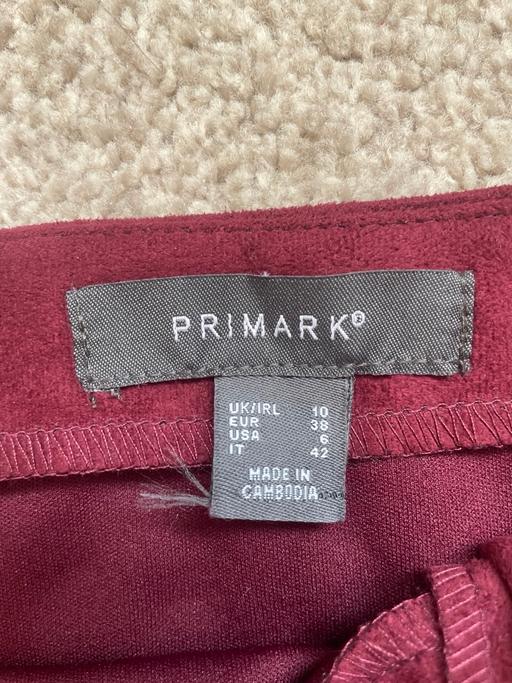 PRIMARK®
UK/IRL 10
EUR 38
USA 6
IT 42
MADE IN
CAMBODIA